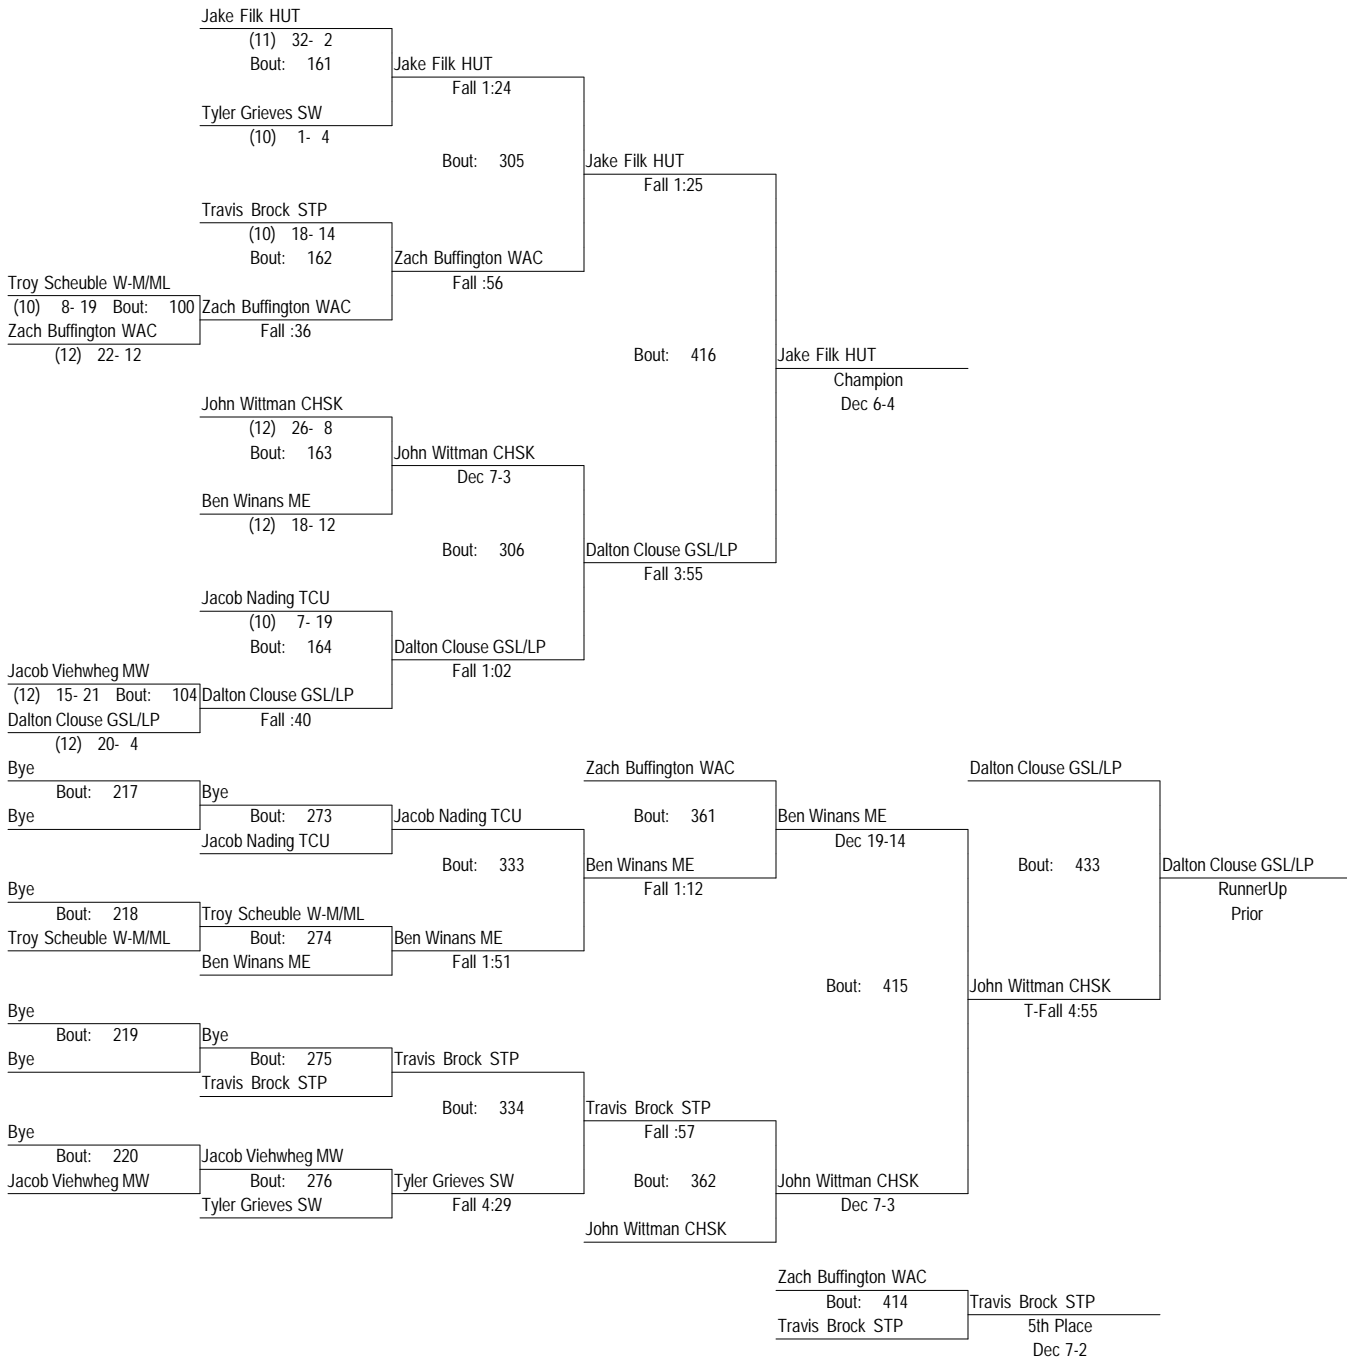 Jake Filk HUT
(11) 32- 2
Bout: 161
Jake Filk HUT
Fall 1:24
Tyler Grieves SW
(10) 1- 4
Bout: 305
Jake Filk HUT
Fall 1:25
Travis Brock STP
(10) 18- 14
Bout: 162
Zach Buffington WAC
Fall :56
Troy Scheuble W-M/ML
(10) 8- 19 Bout: 100
Zach Buffington WAC
Fall :36
Zach Buffington WAC
(12) 22- 12
Bout: 416
Jake Filk HUT
Champion
Dec 6-4
John Wittman CHSK
(12) 26- 8
Bout: 163
John Wittman CHSK
Dec 7-3
Ben Winans ME
(12) 18- 12
Bout: 306
Dalton Clouse GSL/LP
Fall 3:55
Jacob Nading TCU
(10) 7- 19
Bout: 164
Dalton Clouse GSL/LP
Fall 1:02
Jacob Viehwheg MW
(12) 15- 21 Bout: 104
Dalton Clouse GSL/LP
Fall :40
Dalton Clouse GSL/LP
(12) 20- 4
Bye
Bout: 217
Bye
Bye
Bout: 273
Jacob Nading TCU
Jacob Nading TCU
Zach Buffington WAC
Bout: 361
Ben Winans ME
Dec 19-14
Dalton Clouse GSL/LP
Bout: 333
Ben Winans ME
Fall 1:12
Bout: 433
Dalton Clouse GSL/LP
RunnerUp
Prior
Bye
Bout: 218
Troy Scheuble W-M/ML
Troy Scheuble W-M/ML
Bout: 274
Ben Winans ME
Ben Winans ME
Fall 1:51
Bout: 415
John Wittman CHSK
T-Fall 4:55
Bye
Bout: 219
Bye
Bye
Bout: 275
Travis Brock STP
Travis Brock STP
Bout: 334
Travis Brock STP
Fall :57
Bye
Bout: 220
Jacob Viehwheg MW
Jacob Viehwheg MW
Bout: 276
Tyler Grieves SW
Tyler Grieves SW
Fall 4:29
Bout: 362
John Wittman CHSK
Dec 7-3
John Wittman CHSK
Zach Buffington WAC
Bout: 414
Travis Brock STP
Travis Brock STP
5th Place
Dec 7-2